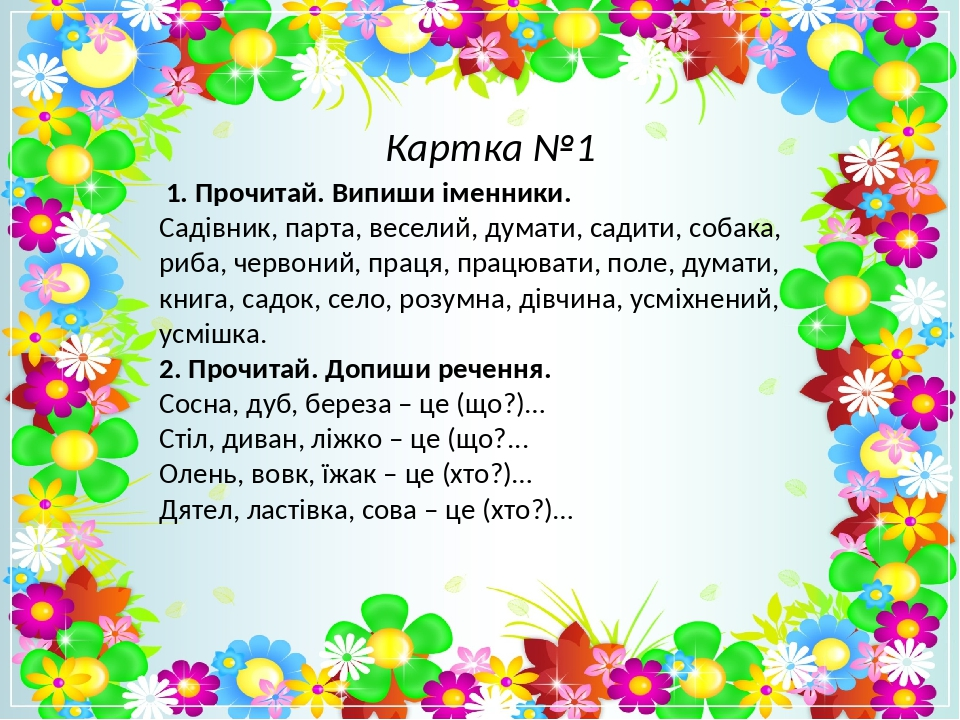 Картка №1
1. Прочитай. Випиши іменники.
Садівник, парта, веселий, думати, садити, собака,
риба, червоний, праця, працювати, поле, думати,
книга, садок, село, розумна, дівчина, усміхнений,
усмішка.
2. Прочитай. Допиши речення.
Сосна, дуб, береза – це (що?)…
Стіл, диван, ліжко – це (що?…
Олень, вовк, їжак – це (хто?)…
Дятел, ластівка, сова – це (хто?)…